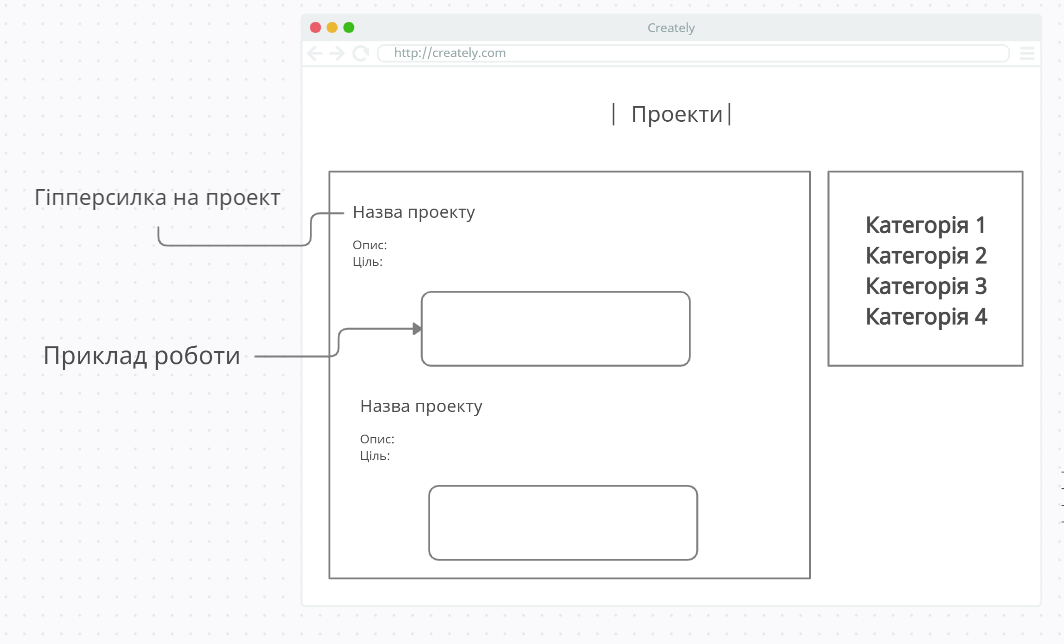 Creately
http://creately.com
| Проекти|
Гіпперсилка на проект
Назва проекту
Опис:
Ціль:
Приклад роботи
Назва проекту
Опис:
Ціль:
Категорія 1
Категорія 2
Категорія 3
Категорія 4